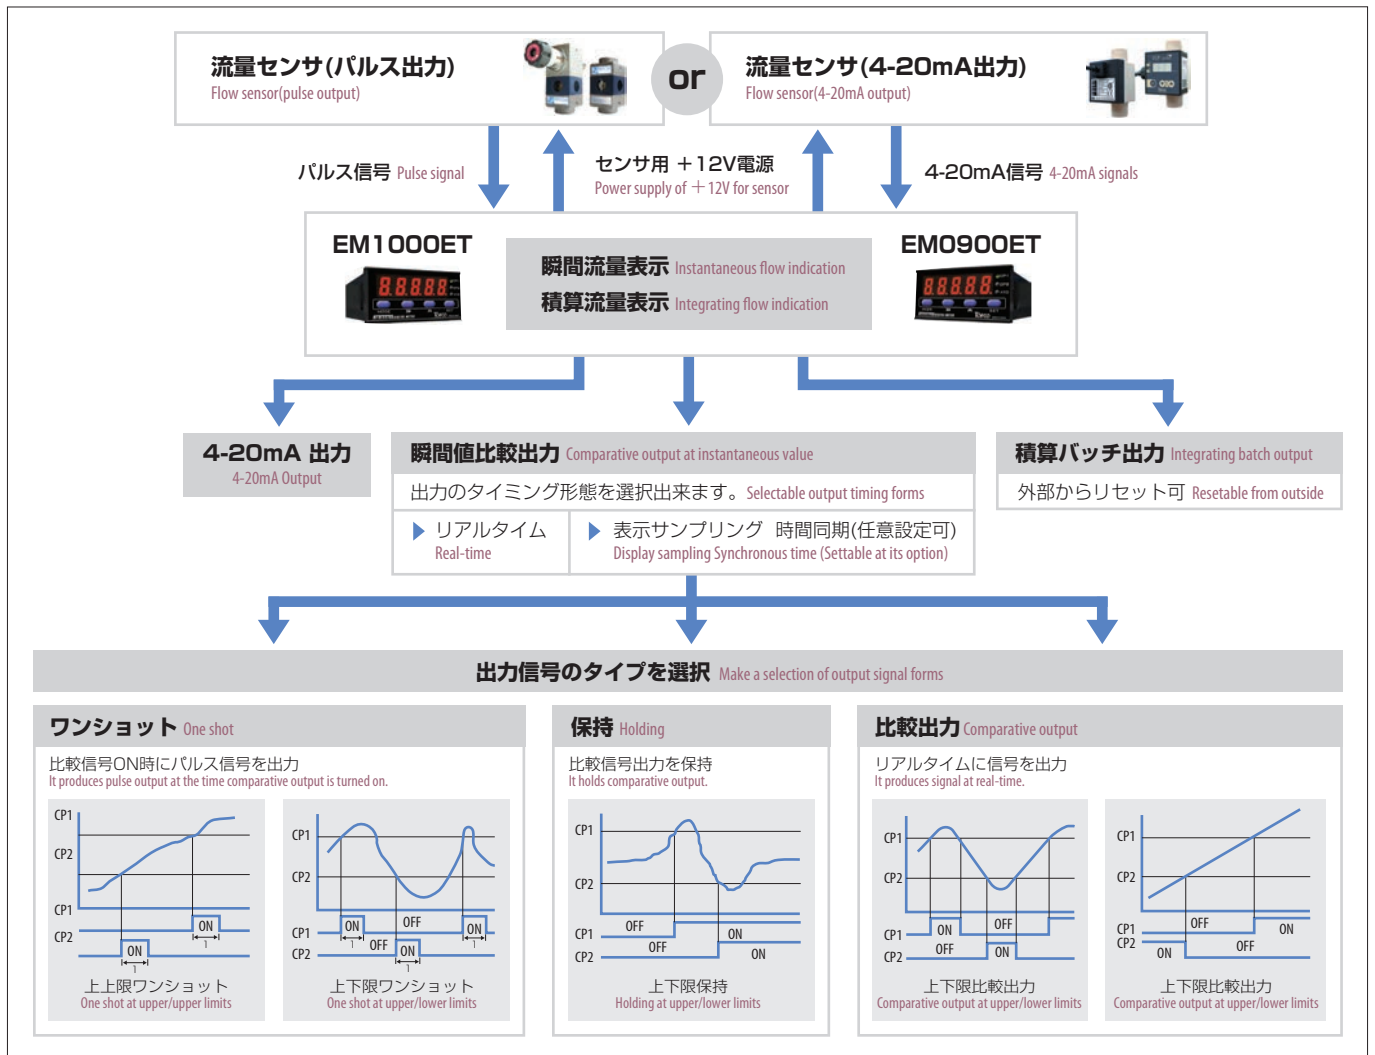 流量センサ(パルス出力)
Flow sensor(pulse output)
or
流量センサ(4-20mA出力)
Flow sensor(4-20mA output)
パルス信号 Pulse signal
センサ用 +12V電源
Power supply of +12V for sensor
4-20mA信号 4-20mA signals
EM1000ET
EM0900ET
瞬間流量表示 Instantaneous flow indication
積算流量表示 Integrating flow indication
88888
88888
4-20mA 出力
4-20mA Output
瞬間値比較出力 Comparative output at instantaneous value
出力のタイミング形態を選択出来ます。 Selectable output timing forms
リアルタイム
Real-time
表示サンプリング 時間同期(任意設定可)
Display sampling Synchronous time (Settable at its option)
積算バッチ出力 Integrating batch output
外部からリセット可 Resetable from outside
出力信号のタイプを選択 Make a selection of output signal forms
ワンショット One shot
比較信号ON時にパルス信号を出力
It produces pulse output at the time comparative output is turned on.
CP1
CP2
CP1
ON
1
CP2
ON
1
上上限ワンショット
One shot at upper/upper limits
CP1
CP2
CP1
ON
OFF
ON
1
1
CP2
OFF
ON
1
上下限ワンショット
One shot at upper/lower limits
保持 Holding
比較信号出力を保持
It holds comparative output.
CP1
CP2
OFF
CP1
ON
OFF
CP2
ON
上下限保持
Holding at upper/lower limits
比較出力 Comparative output
リアルタイムに信号を出力
It produces signal at real-time.
CP1
CP2
CP1
ON
OFF
CP2
OFF
ON
上下限比較出力
Comparative output at upper/lower limits
CP1
CP2
OFF
CP1
ON
CP2
ON
OFF
上下限比較出力
Comparative output at upper/lower limits